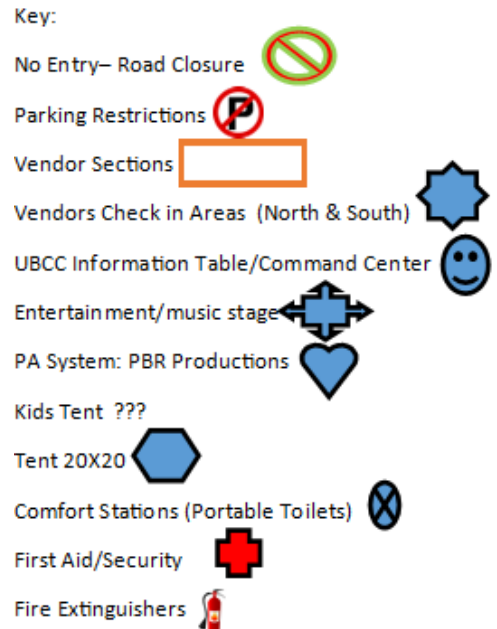 Key:
No Entry– Road Closure
Parking Restrictions P
Vendor Sections
Vendors Check in Areas (North & South)
UBCC Information Table/Command Center
Entertainment/music stage
PA System: PBR Productions
Kids Tent ???
Tent 20X20
Comfort Stations (Portable Toilets)
First Aid/Security
Fire Extinguishers